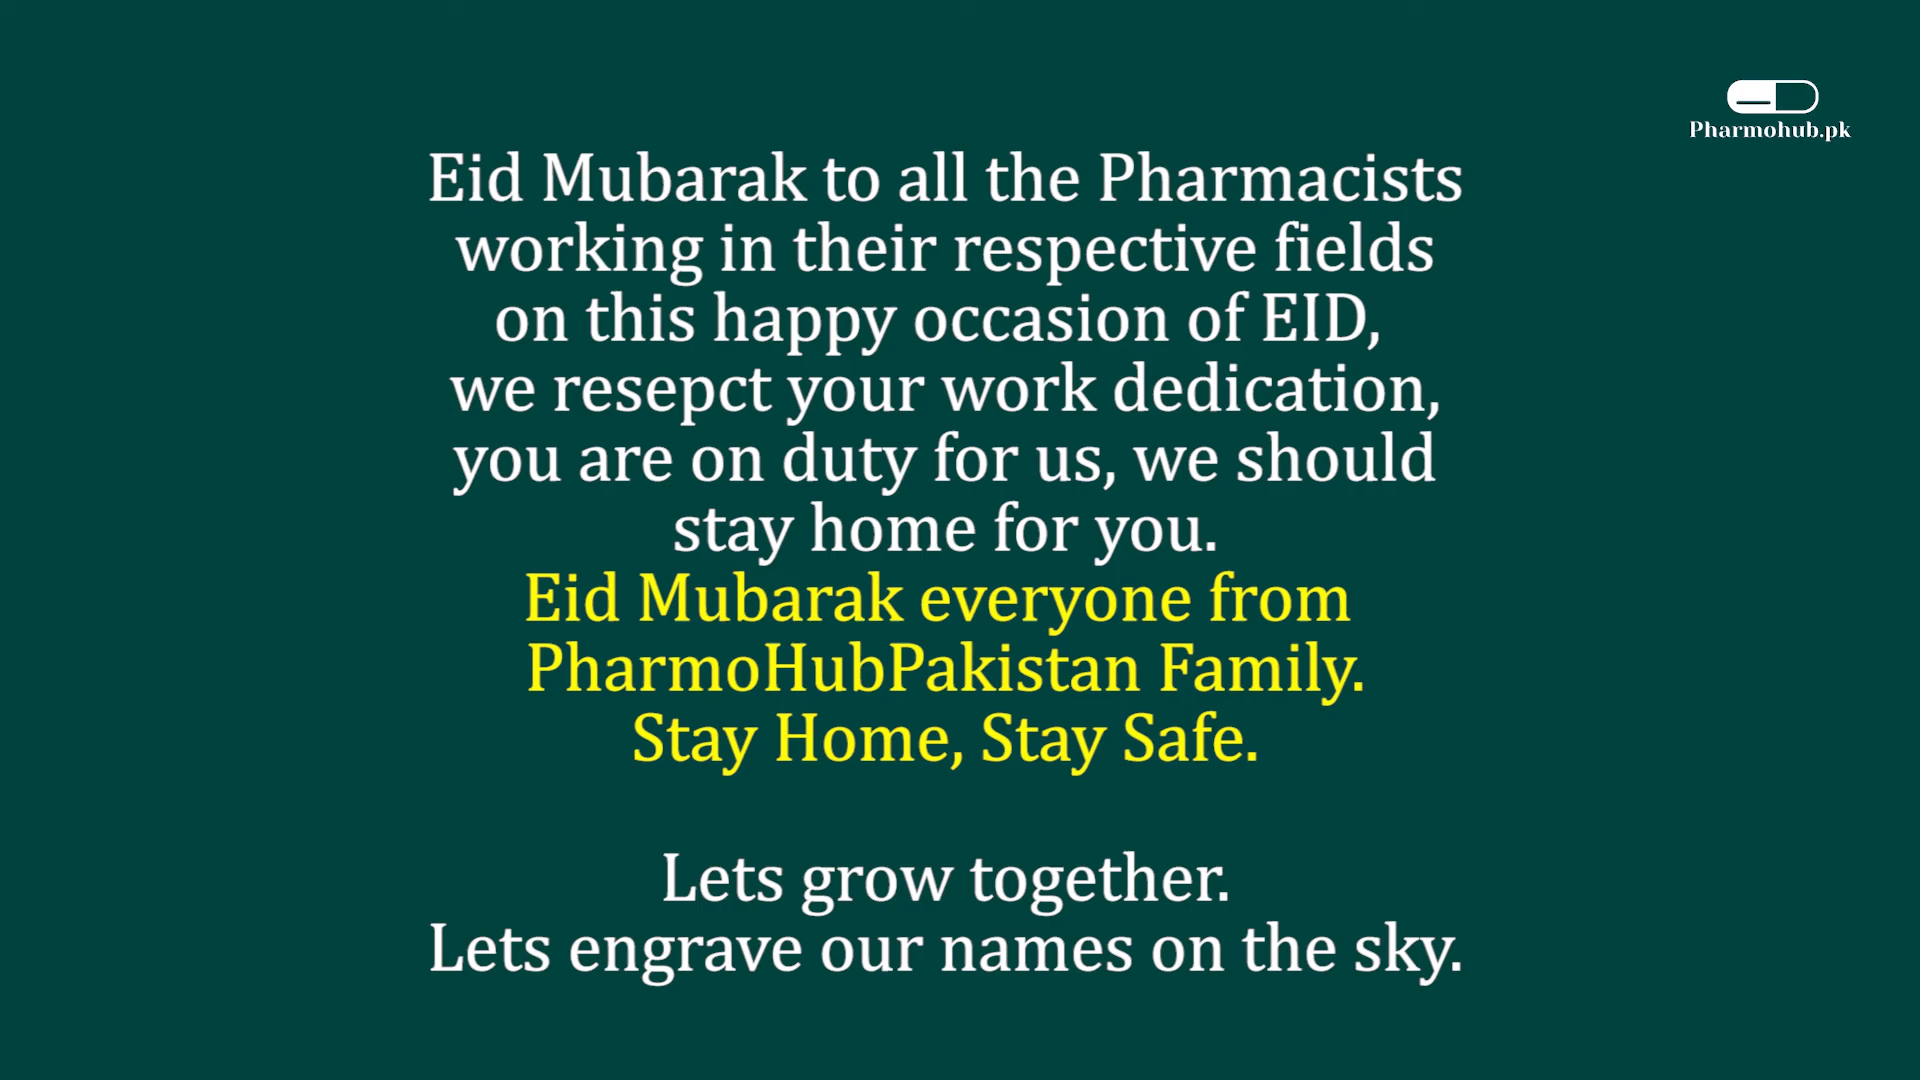 Pharmohub.pk
Eid Mubarak to all the Pharmacists
working in their respective fields
on this happy occasion of EID,
we resepct your work dedication,
you are on duty for us, we should
stay home for you.
Eid Mubarak everyone from
PharmoHubPakistan Family.
Stay Home, Stay Safe.
Lets grow together.
Lets engrave our names on the sky.